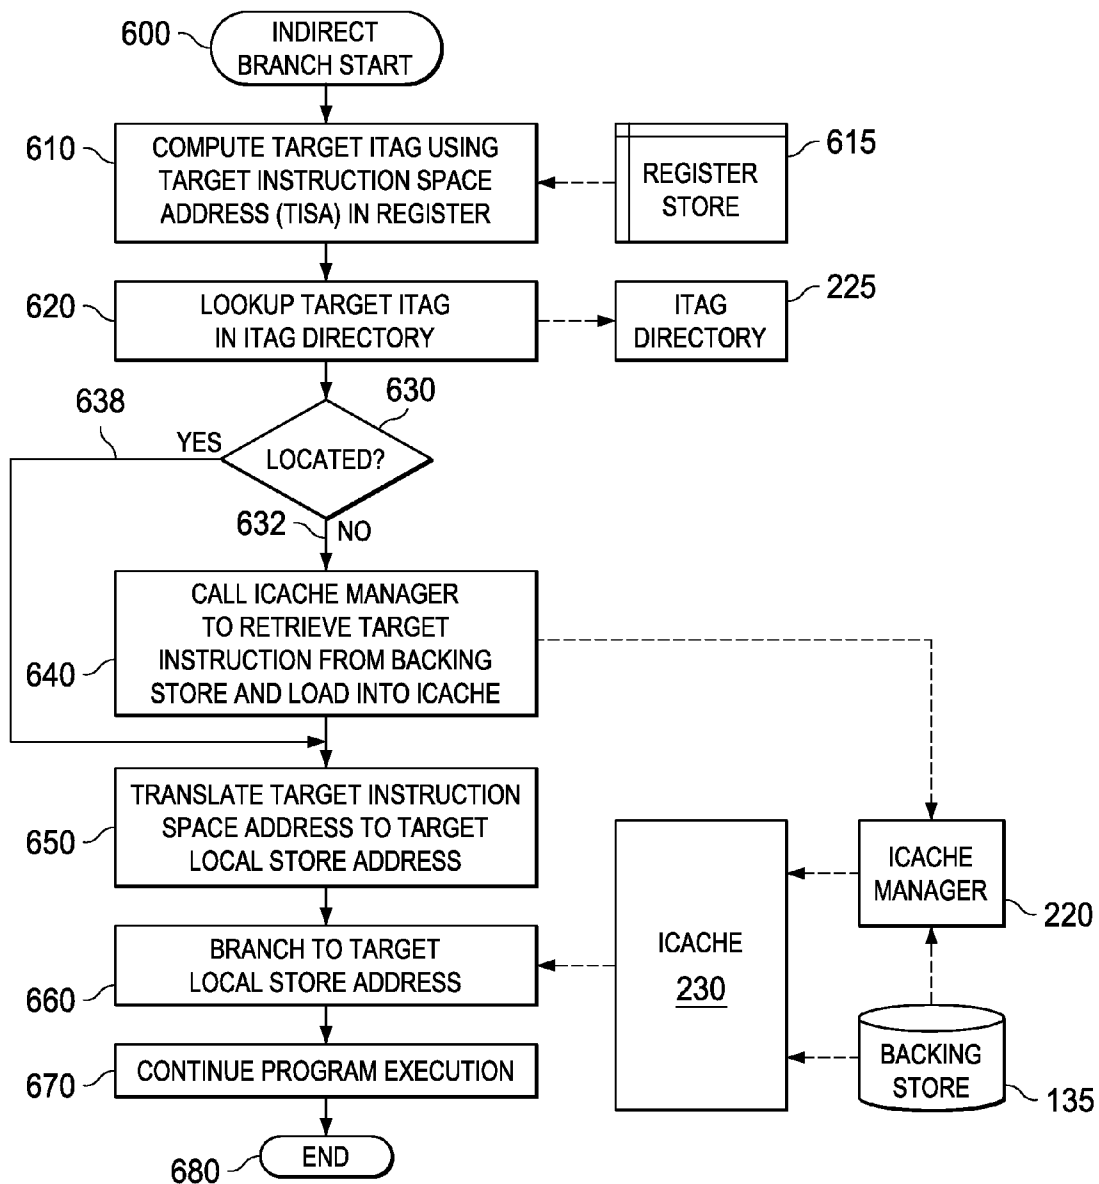 600
INDIRECT
BRANCH START
610
COMPUTE TARGET ITAG USING
TARGET INSTRUCTION SPACE
ADDRESS (TISA) IN REGISTER
REGISTER
STORE
615
620
LOOKUP TARGET ITAG
IN ITAG DIRECTORY
ITAG
DIRECTORY
225
638
630
YES
LOCATED?
632
NO
640
CALL ICACHE MANAGER
TO RETRIEVE TARGET
INSTRUCTION FROM BACKING
STORE AND LOAD INTO ICACHE
650
TRANSLATE TARGET INSTRUCTION
SPACE ADDRESS TO TARGET
LOCAL STORE ADDRESS
ICACHE
MANAGER
220
660
BRANCH TO TARGET
LOCAL STORE ADDRESS
ICACHE
230
670
CONTINUE PROGRAM EXECUTION
BACKING
STORE
135
680
END